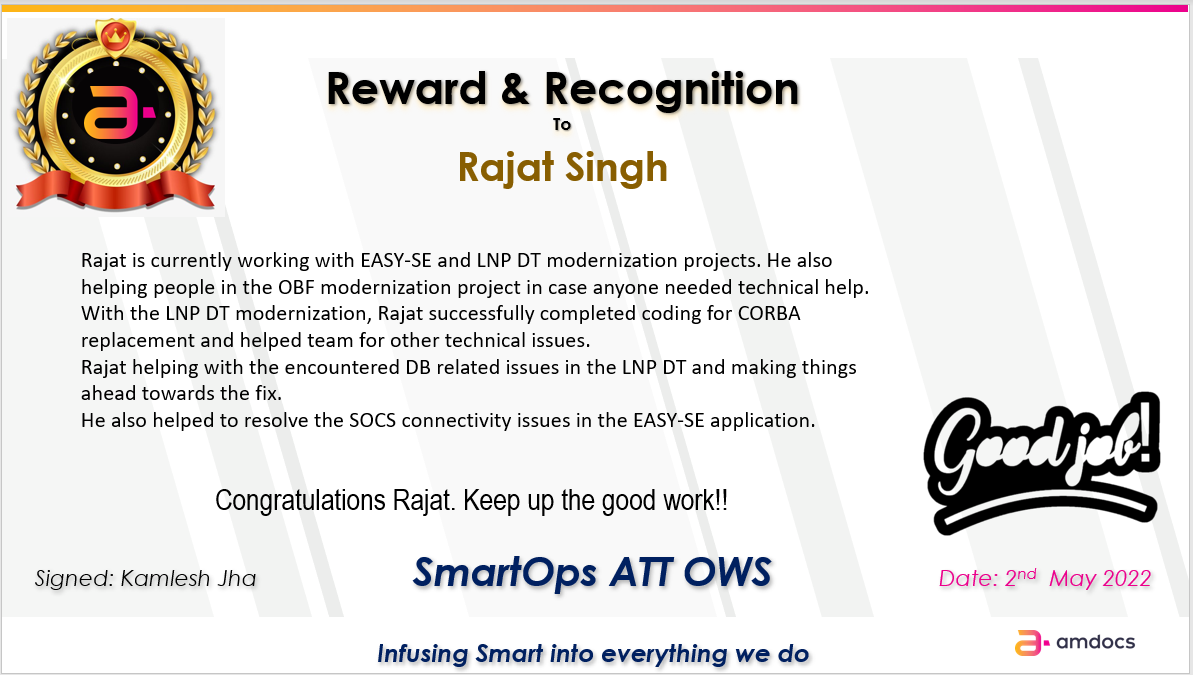 Reward & Recognition
To
Rajat Singh
Rajat is currently working with EASY-SE and LNP DT modernization projects. He also
helping people in the OBF modernization project in case anyone needed technical help.
With the LNP DT modernization, Rajat successfully completed coding for CORBA
replacement and helped team for other technical issues.
Rajat helping with the encountered DB related issues in the LNP DT and making things
ahead towards the fix.
He also helped to resolve the SOCS connectivity issues in the EASY-SE application.
Good job!
Congratulations Rajat. Keep up the good work!!
Signed: Kamlesh Jha
SmartOps ATT OWS
Date: 2nd May 2022
Infusing Smart into everything we do
amdocs